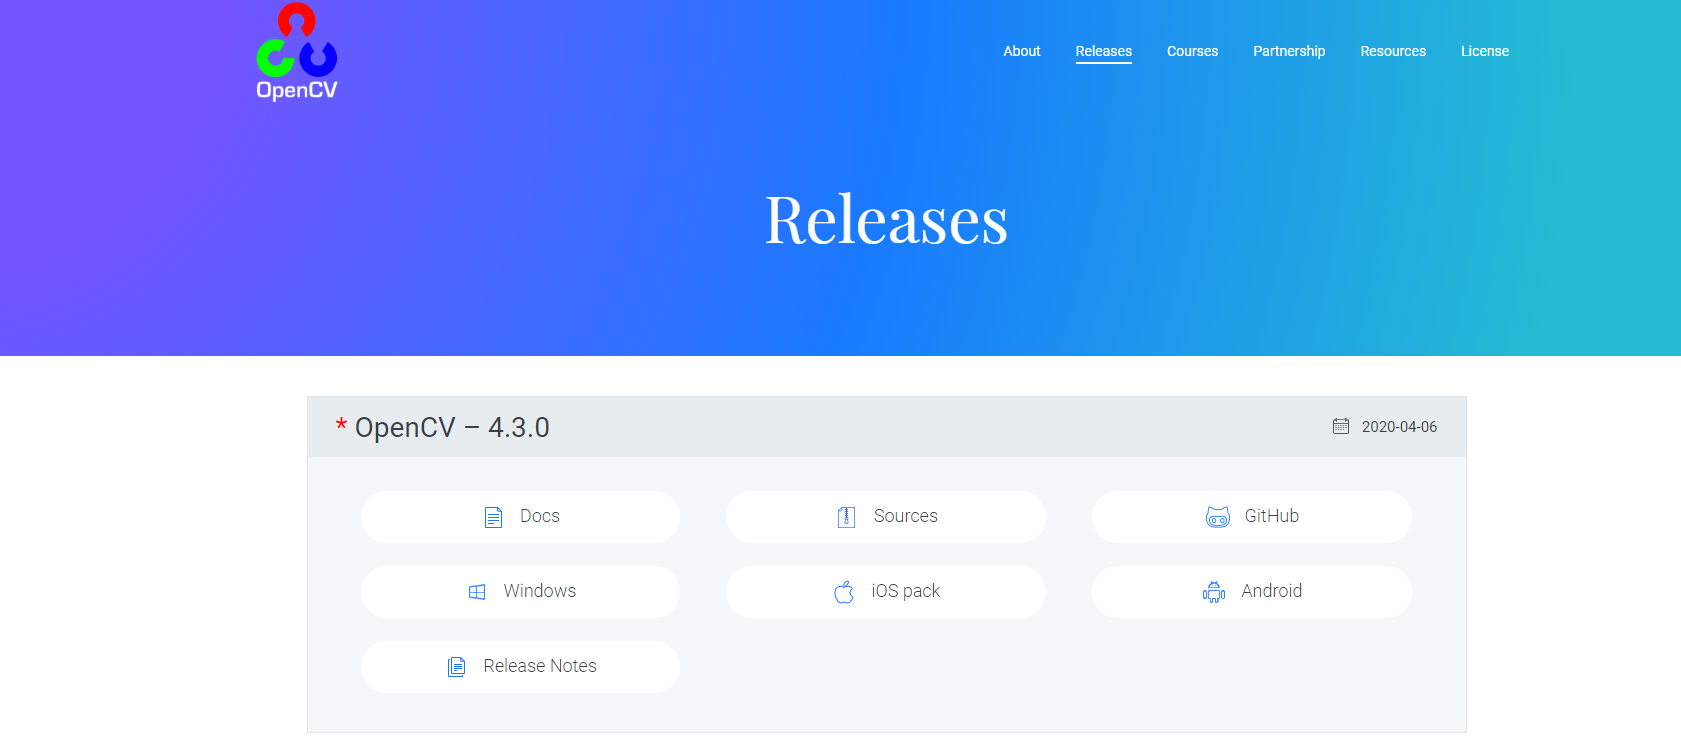 OpenCV
About Releases Courses Partnership Resources License
Releases
* OpenCV – 4.3.0 2020-04-06
Docs Sources GitHub
Windows iOS pack Android
Release Notes